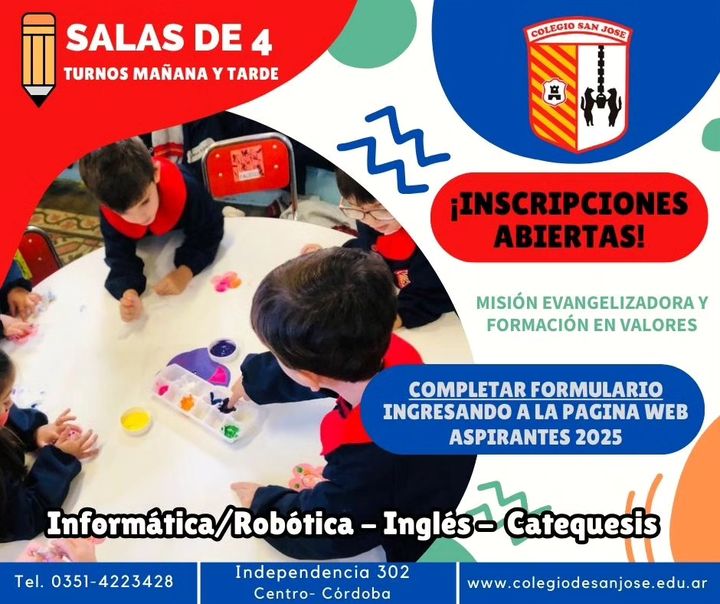 SALAS DE 4
TURNOS MAÑANA Y TARDE
COLEGIO SAN JOSE
¡INSCRIPCIONES
ABIERTAS!
MISIÓN EVANGELIZADORA Y
FORMACIÓN EN VALORES
COMPLETAR FORMULARIO
INGRESANDO A LA PAGINA WEB
ASPIRANTES 2025
Informática/Robótica - Inglés - Catequesis
Tel. 0351-4223428
Independencia 302
Centro- Córdoba
www.colegiodesanjose.edu.ar